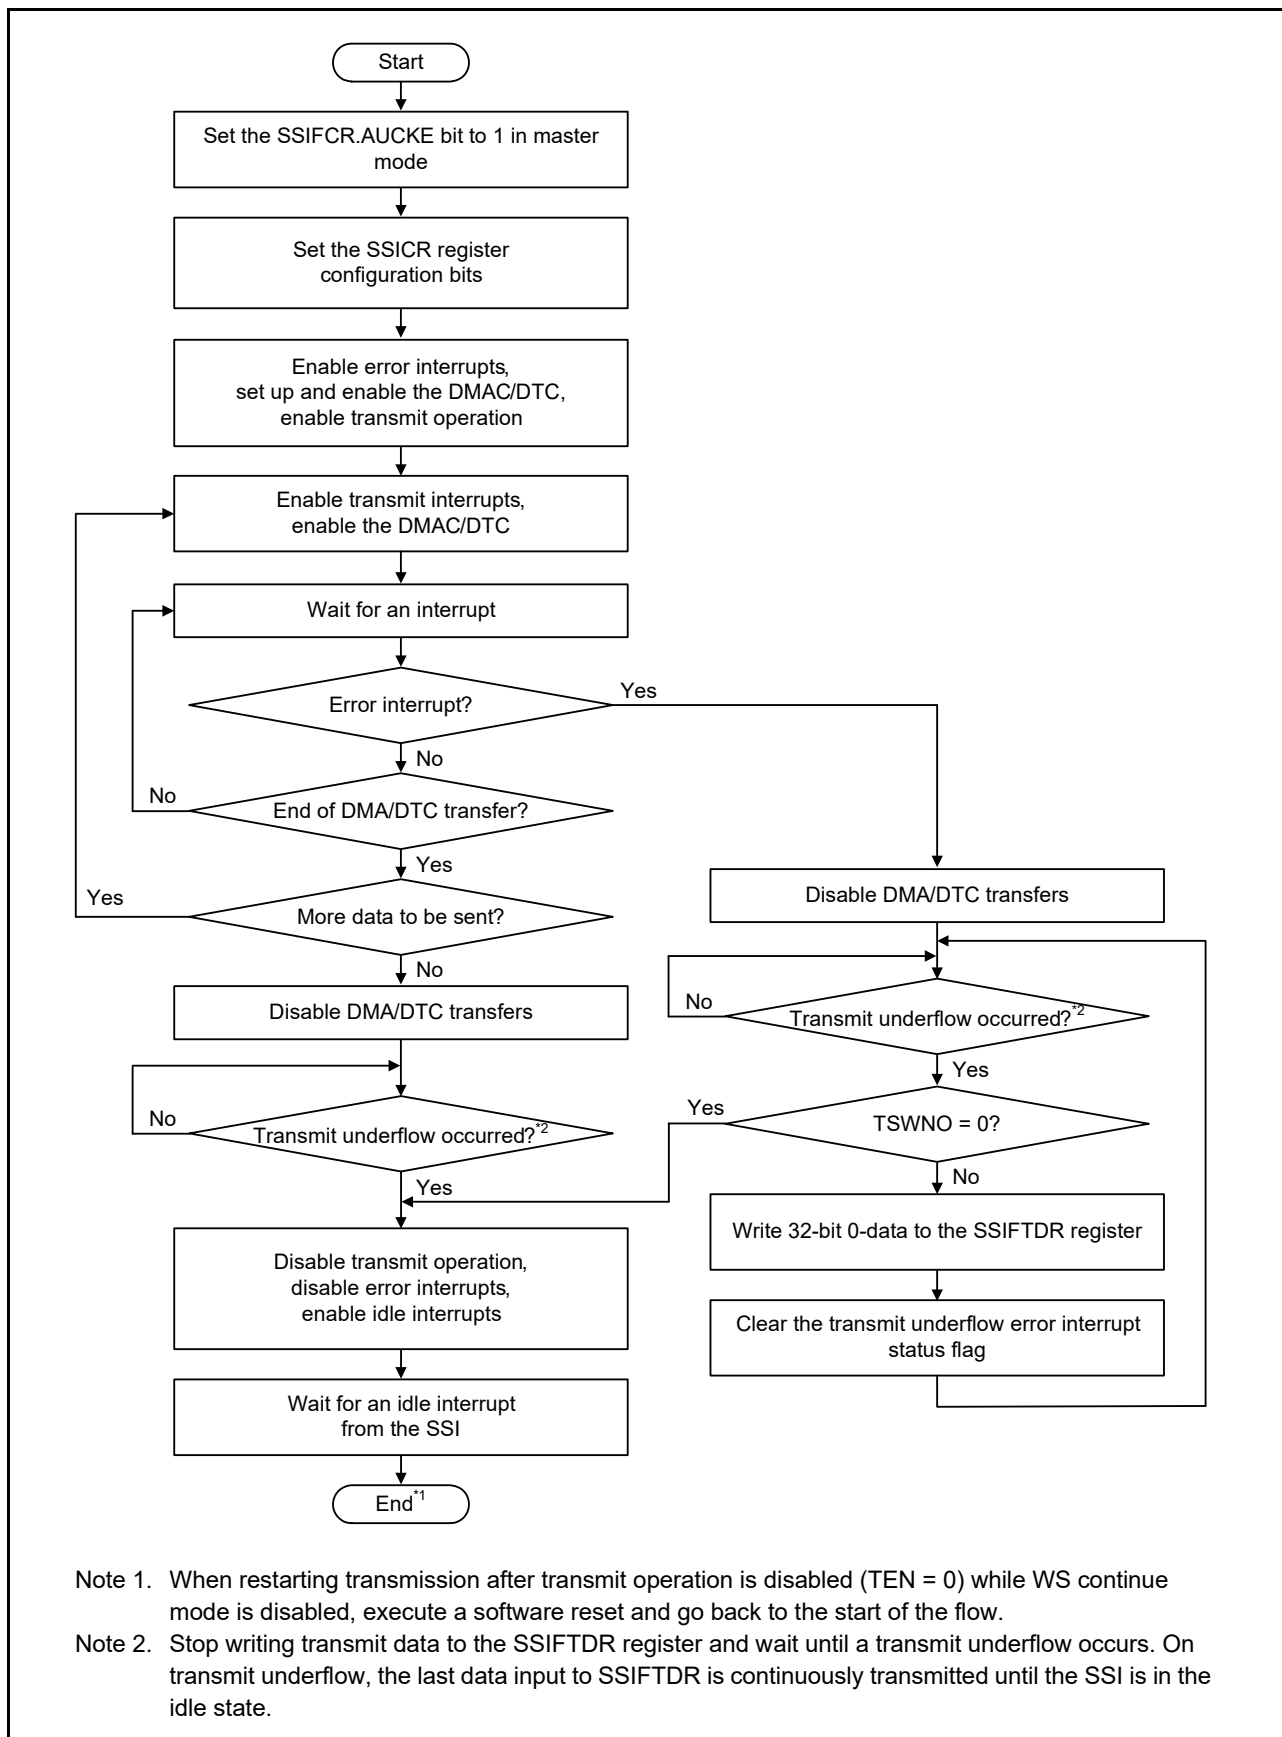 Start
Set the SSIFCR.AUCKE bit to 1 in master
mode
Set the SSICR register
configuration bits
Enable error interrupts,
set up and enable the DMAC/DTC,
enable transmit operation
Enable transmit interrupts,
enable the DMAC/DTC
Wait for an interrupt
Error interrupt?
Yes
No
End of DMA/DTC transfer?
No
Yes
More data to be sent?
Yes
No
Disable DMA/DTC transfers
Transmit underflow occurred?*2
No
Yes
Disable DMA/DTC transfers
Transmit underflow occurred?*2
No
Yes
TSWNO = 0?
Yes
No
Write 32-bit 0-data to the SSIFTDR register
Clear the transmit underflow error interrupt
status flag
Disable transmit operation,
disable error interrupts,
enable idle interrupts
Wait for an idle interrupt
from the SSI
End*1
Note 1. When restarting transmission after transmit operation is disabled (TEN = 0) while WS continue
mode is disabled, execute a software reset and go back to the start of the flow.
Note 2. Stop writing transmit data to the SSIFTDR register and wait until a transmit underflow occurs. On
transmit underflow, the last data input to SSIFTDR is continuously transmitted until the SSI is in the
idle state.